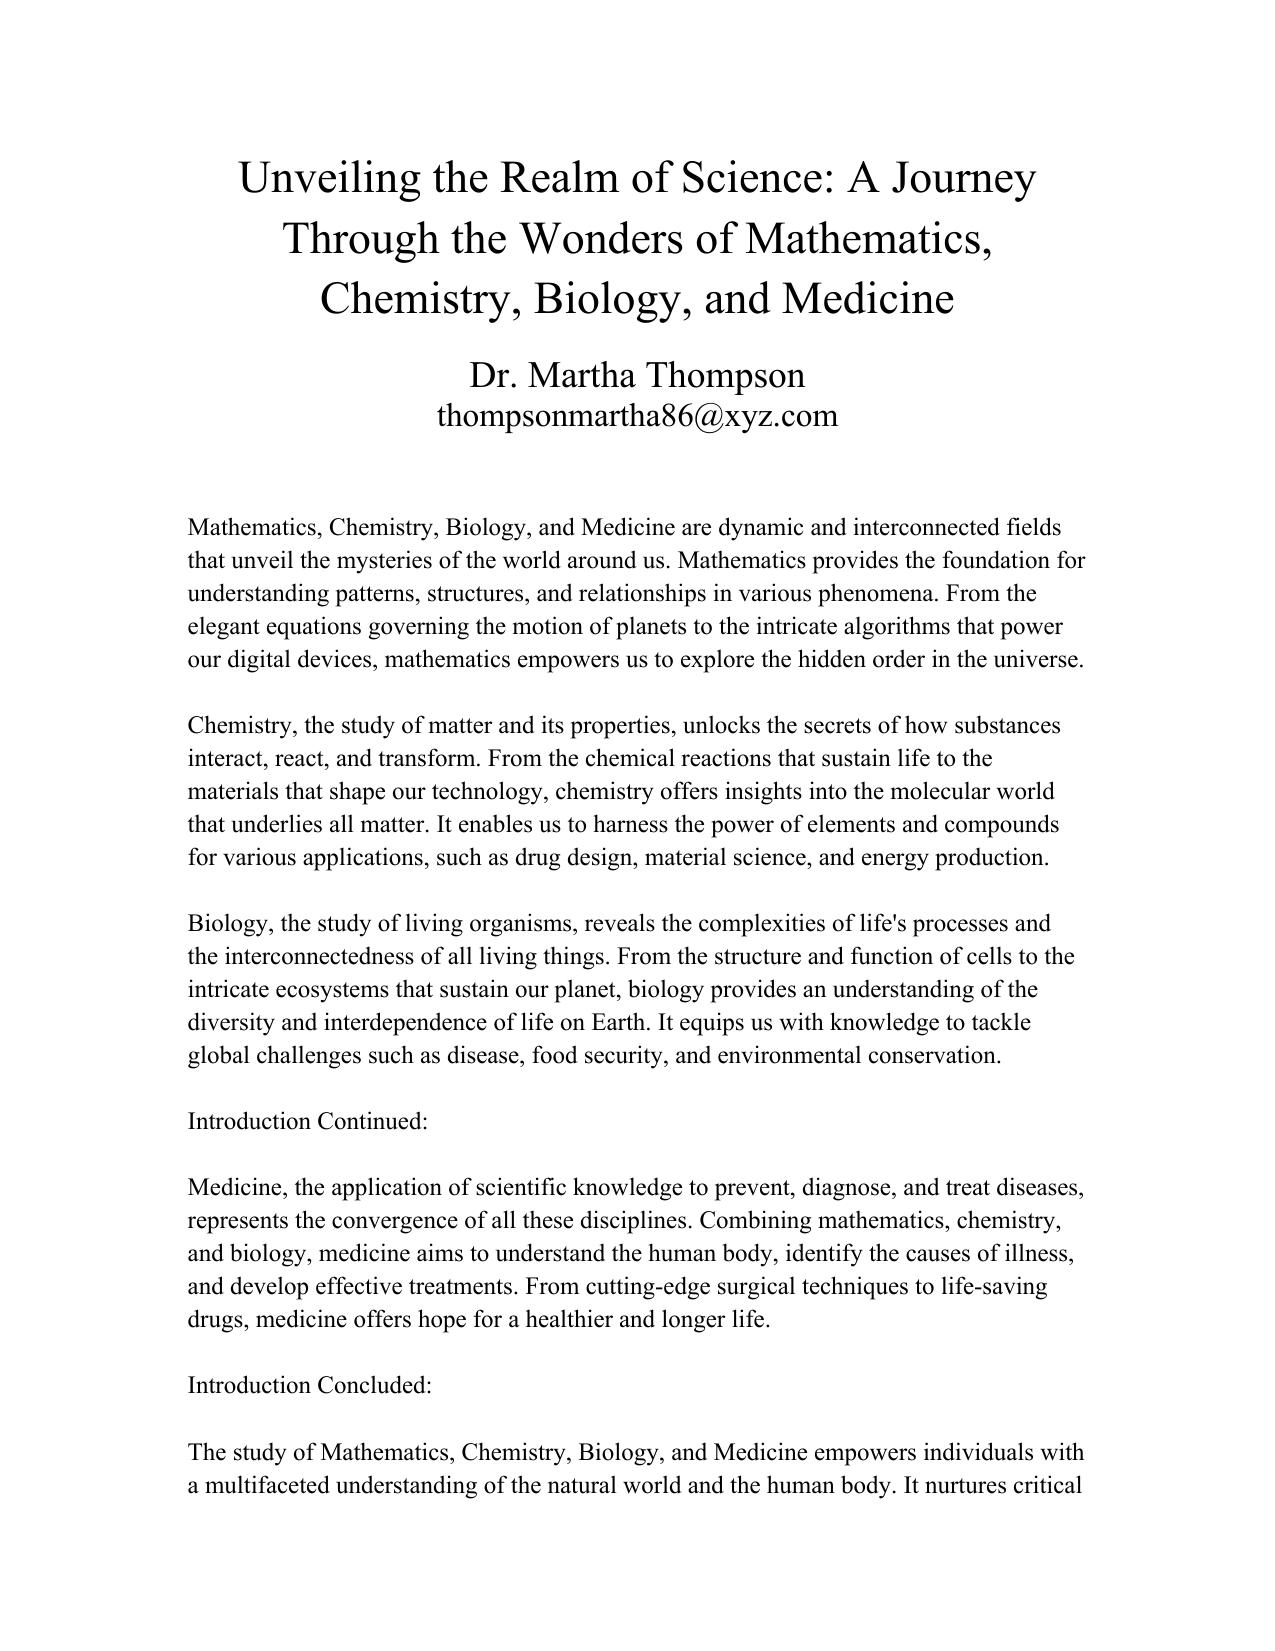 Unveiling the Realm of Science: A Journey
Through the Wonders of Mathematics,
Chemistry, Biology, and Medicine
Dr. Martha Thompson
thompsonmartha86@xyz.com
Mathematics, Chemistry, Biology, and Medicine are dynamic and interconnected fields
that unveil the mysteries of the world around us. Mathematics provides the foundation for
understanding patterns, structures, and relationships in various phenomena. From the
elegant equations governing the motion of planets to the intricate algorithms that power
our digital devices, mathematics empowers us to explore the hidden order in the universe.
Chemistry, the study of matter and its properties, unlocks the secrets of how substances
interact, react, and transform. From the chemical reactions that sustain life to the
materials that shape our technology, chemistry offers insights into the molecular world
that underlies all matter. It enables us to harness the power of elements and compounds
for various applications, such as drug design, material science, and energy production.
Biology, the study of living organisms, reveals the complexities of life's processes and
the interconnectedness of all living things. From the structure and function of cells to the
intricate ecosystems that sustain our planet, biology provides an understanding of the
diversity and interdependence of life on Earth. It equips us with knowledge to tackle
global challenges such as disease, food security, and environmental conservation.
Introduction Continued:
Medicine, the application of scientific knowledge to prevent, diagnose, and treat diseases,
represents the convergence of all these disciplines. Combining mathematics, chemistry,
and biology, medicine aims to understand the human body, identify the causes of illness,
and develop effective treatments. From cutting-edge surgical techniques to life-saving
drugs, medicine offers hope for a healthier and longer life.
Introduction Concluded:
The study of Mathematics, Chemistry, Biology, and Medicine empowers individuals with
a multifaceted understanding of the natural world and the human body. It nurtures critical